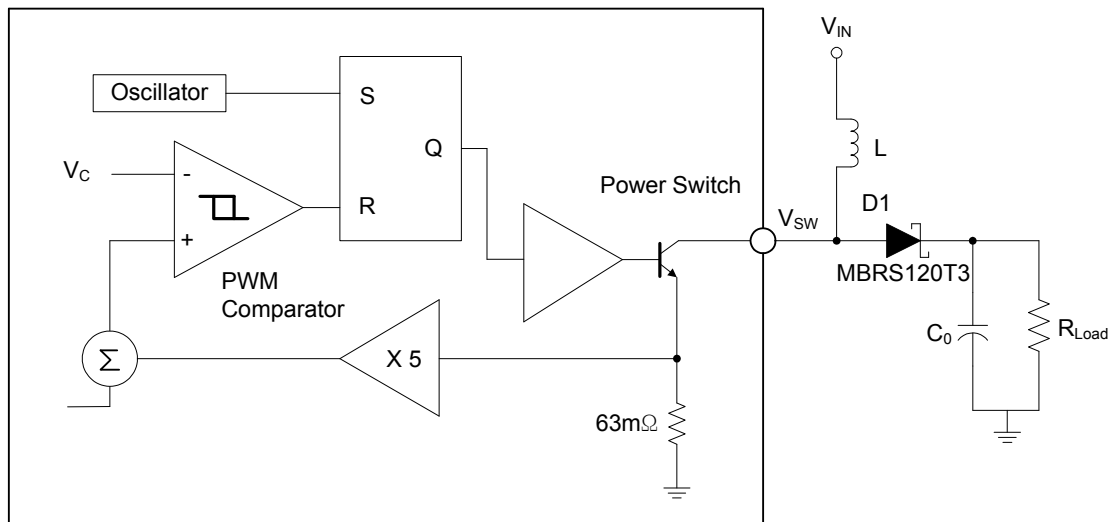 V_IN
Oscillator
S
L
Q
V_C
-
Power Switch
R
D1
V_SW
+
MBRS120T3
PWM
Comparator
Σ
X 5
C_0
R_Load
63mΩ